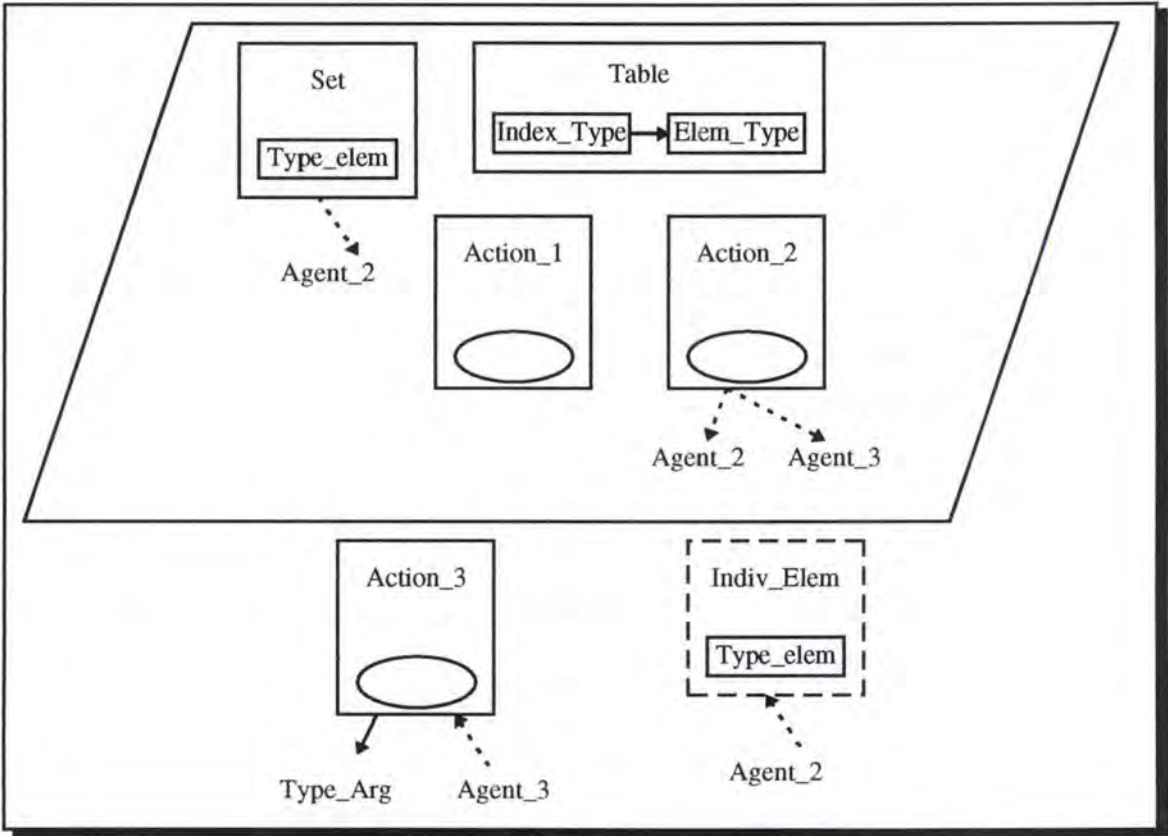 Set
Type_elem
Agent_2
Table
Index_Type
Elem_Type
Action_1
Action_2
Agent_2
Agent_3
Action_3
Type_Arg
Agent_3
Indiv_Elem
Type_elem
Agent_2